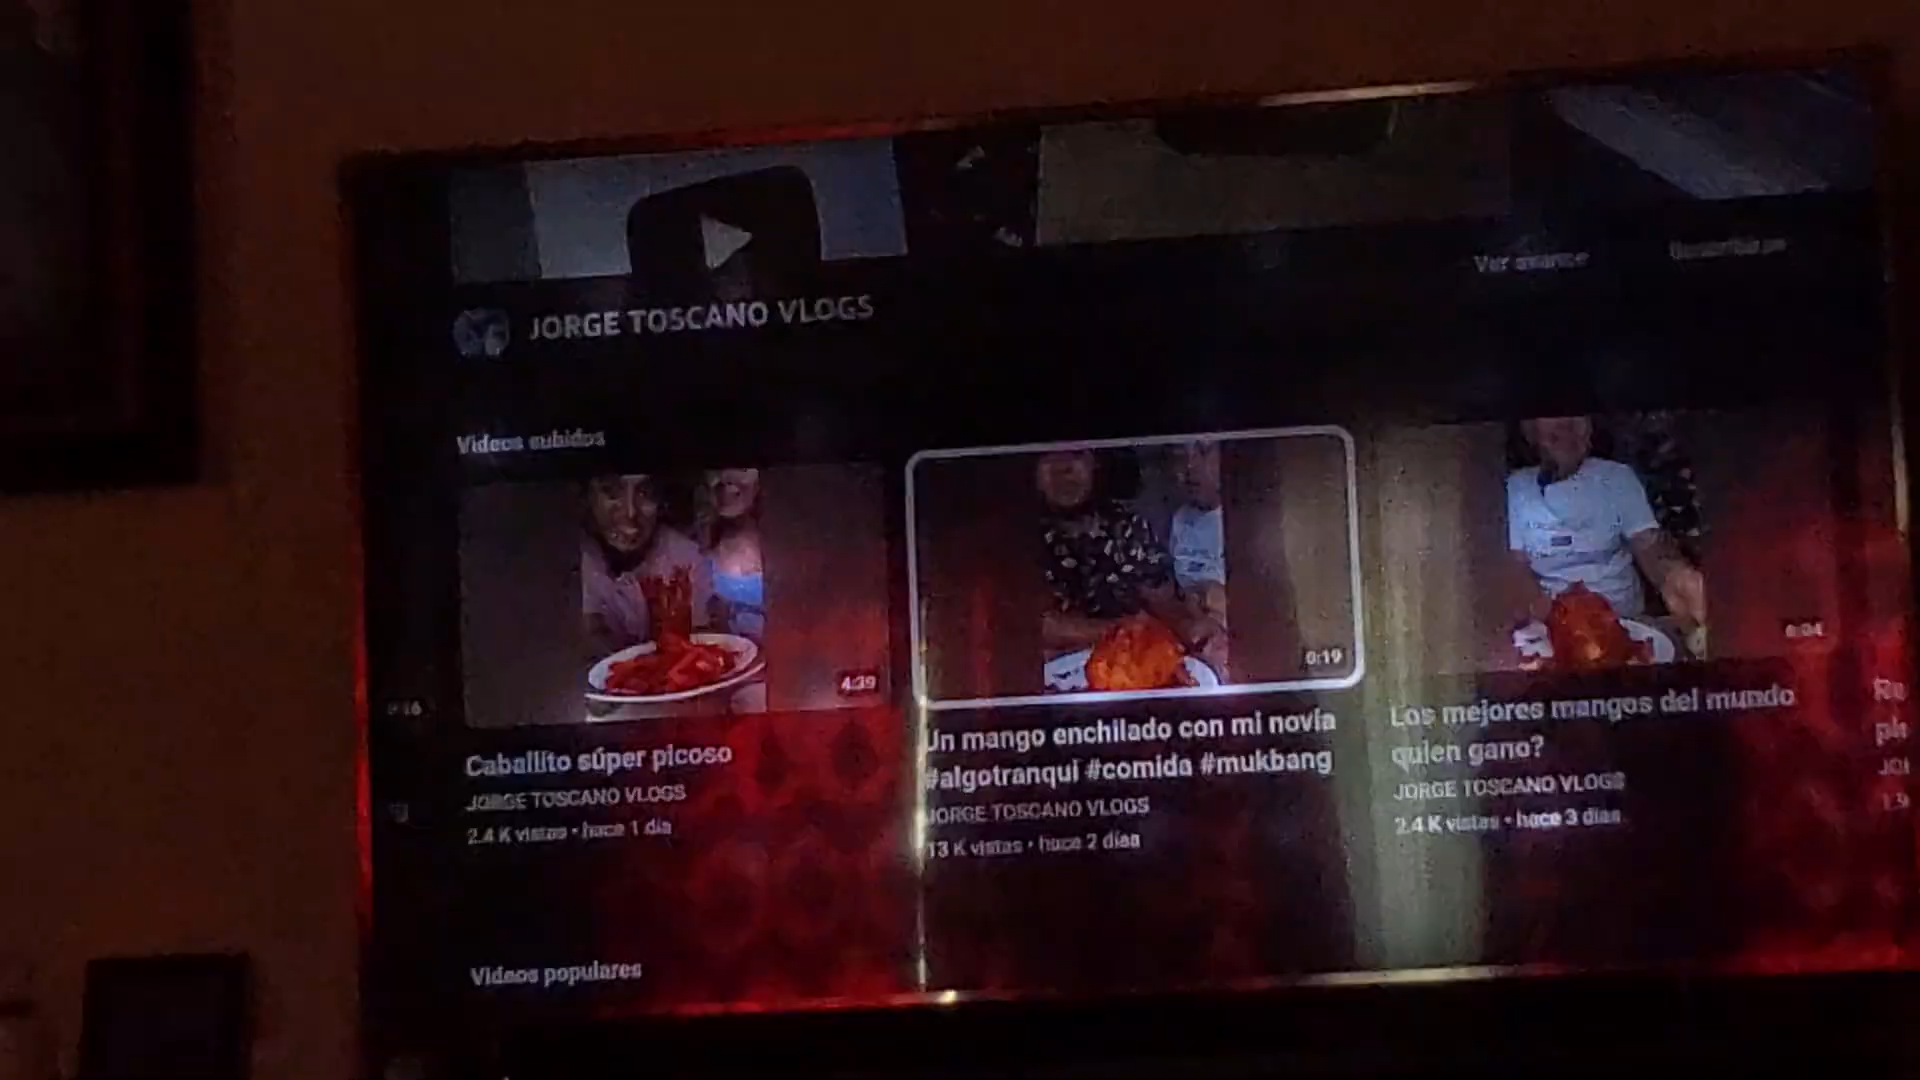 Ver avance
JORGE TOSCANO VLOGS
Videos subidos
4:39
0:19
Caballito súper picoso
JORGE TOSCANO VLOGS
2.4 K vistas • hace 1 día
Un mango enchilado con mi novia
#algotranqui #comida #mukbang
JORGE TOSCANO VLOGS
13 K vistas • hace 2 días
Los mejores mangos del mundo
quien gano?
JORGE TOSCANO VLOGS
2.4 K vistas • hace 3 días
Videos populares